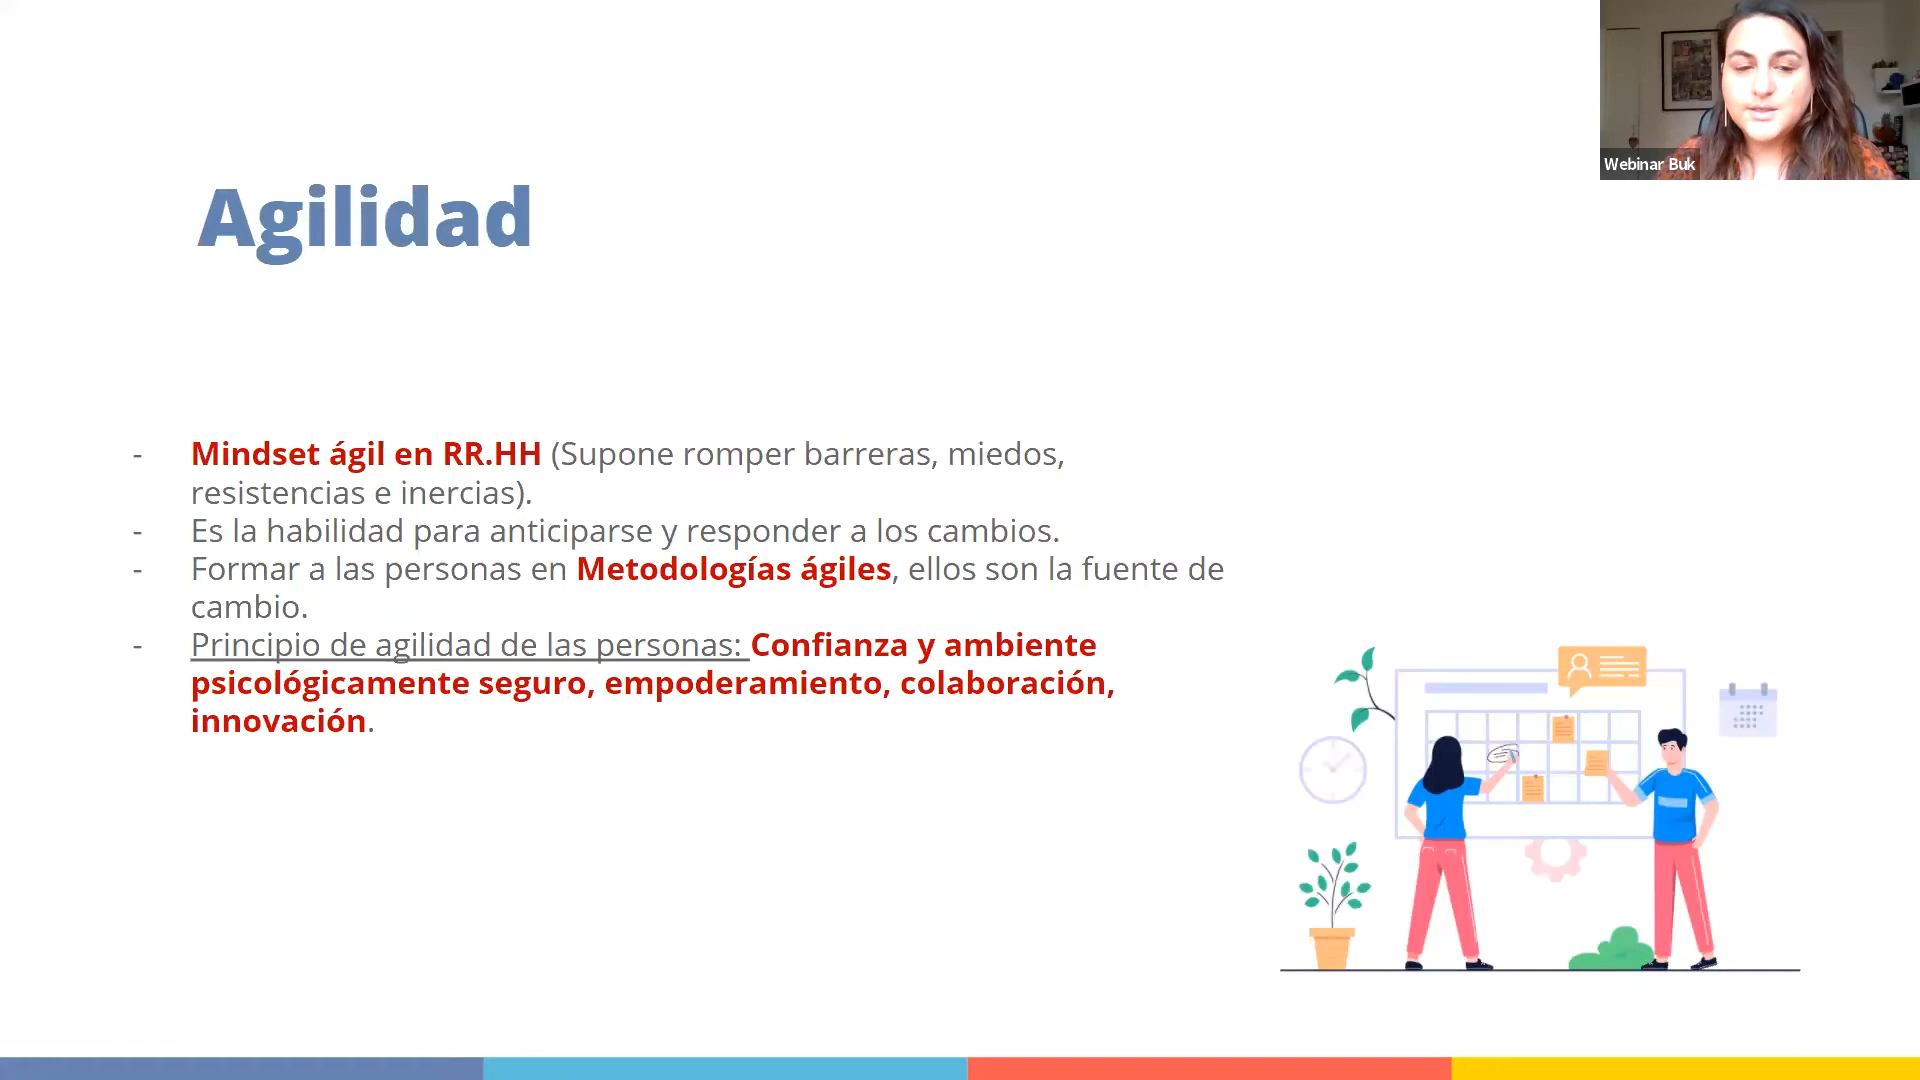 Webinar Buk
Agilidad
- Mindset ágil en RR.HH (Supone romper barreras, miedos,
resistencias e inercias).
- Es la habilidad para anticiparse y responder a los cambios.
- Formar a las personas en Metodologías ágiles, ellos son la fuente de
cambio.
- Principio de agilidad de las personas: Confianza y ambiente
psicológicamente seguro, empoderamiento, colaboración,
innovación.